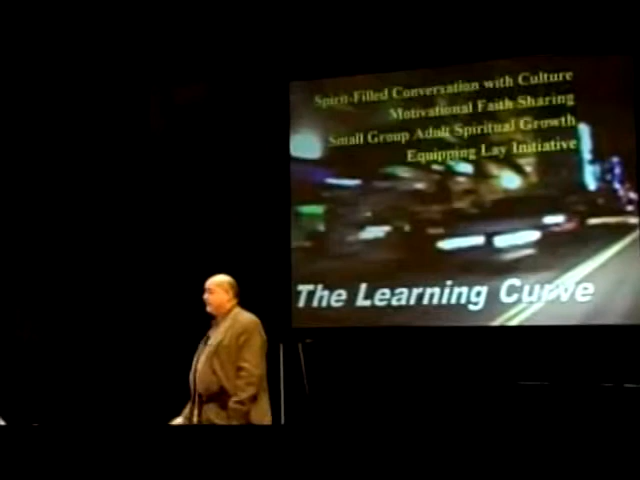 Spirit-Filled Conversation with Culture
Motivational Faith Sharing
Small Group Adult Spiritual Growth
Equipping Lay Initiative
The Learning Curve